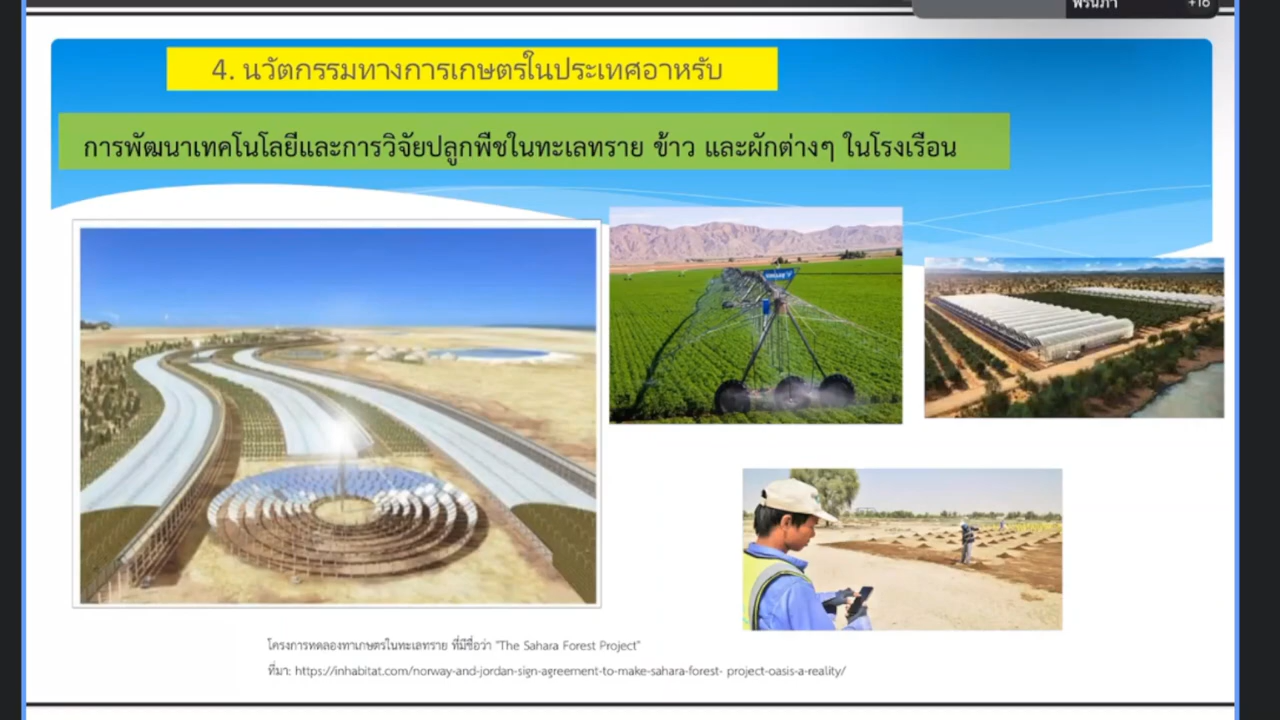 พรนภา
+16
4. นวัตกรรมทางการเกษตรในประเทศอาหรับ
การพัฒนาเทคโนโลยีและการวิจัยปลูกพืชในทะเลทราย ข้าว และผักต่างๆ ในโรงเรือน
โครงการทดลองทาเกษตรในทะเลทราย ที่มีชื่อว่า "The Sahara Forest Project"
ที่มา: https://inhabitat.com/norway-and-jordan-sign-agreement-to-make-sahara-forest- project-oasis-a-reality/